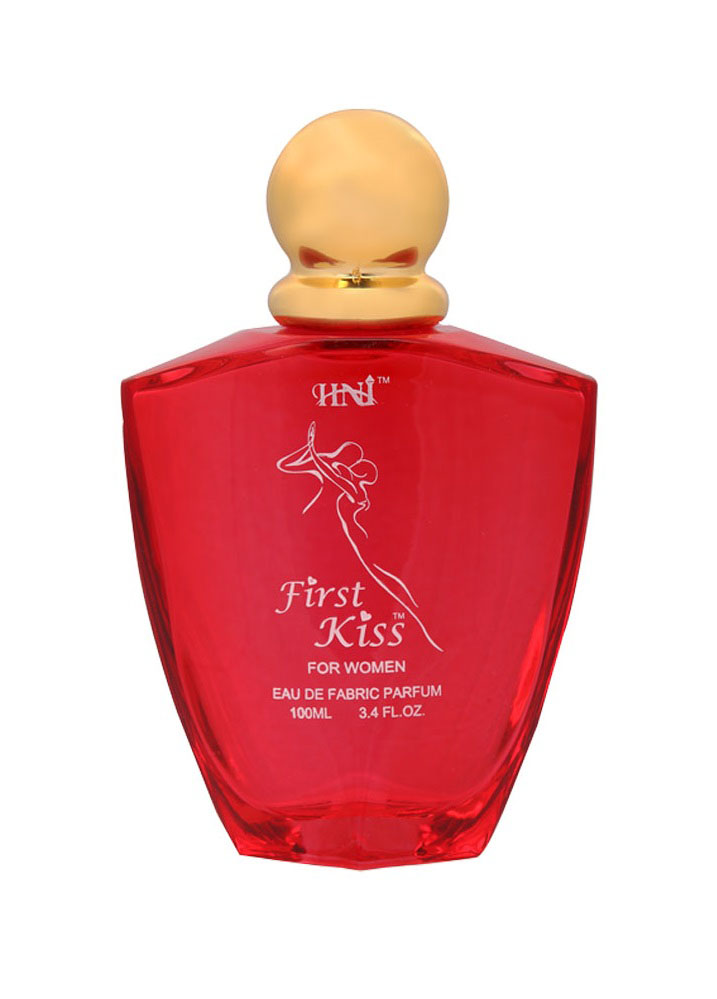 HNI™
First
Kiss™
FOR WOMEN
EAU DE FABRIC PARFUM
100ML 3.4 FL.OZ.